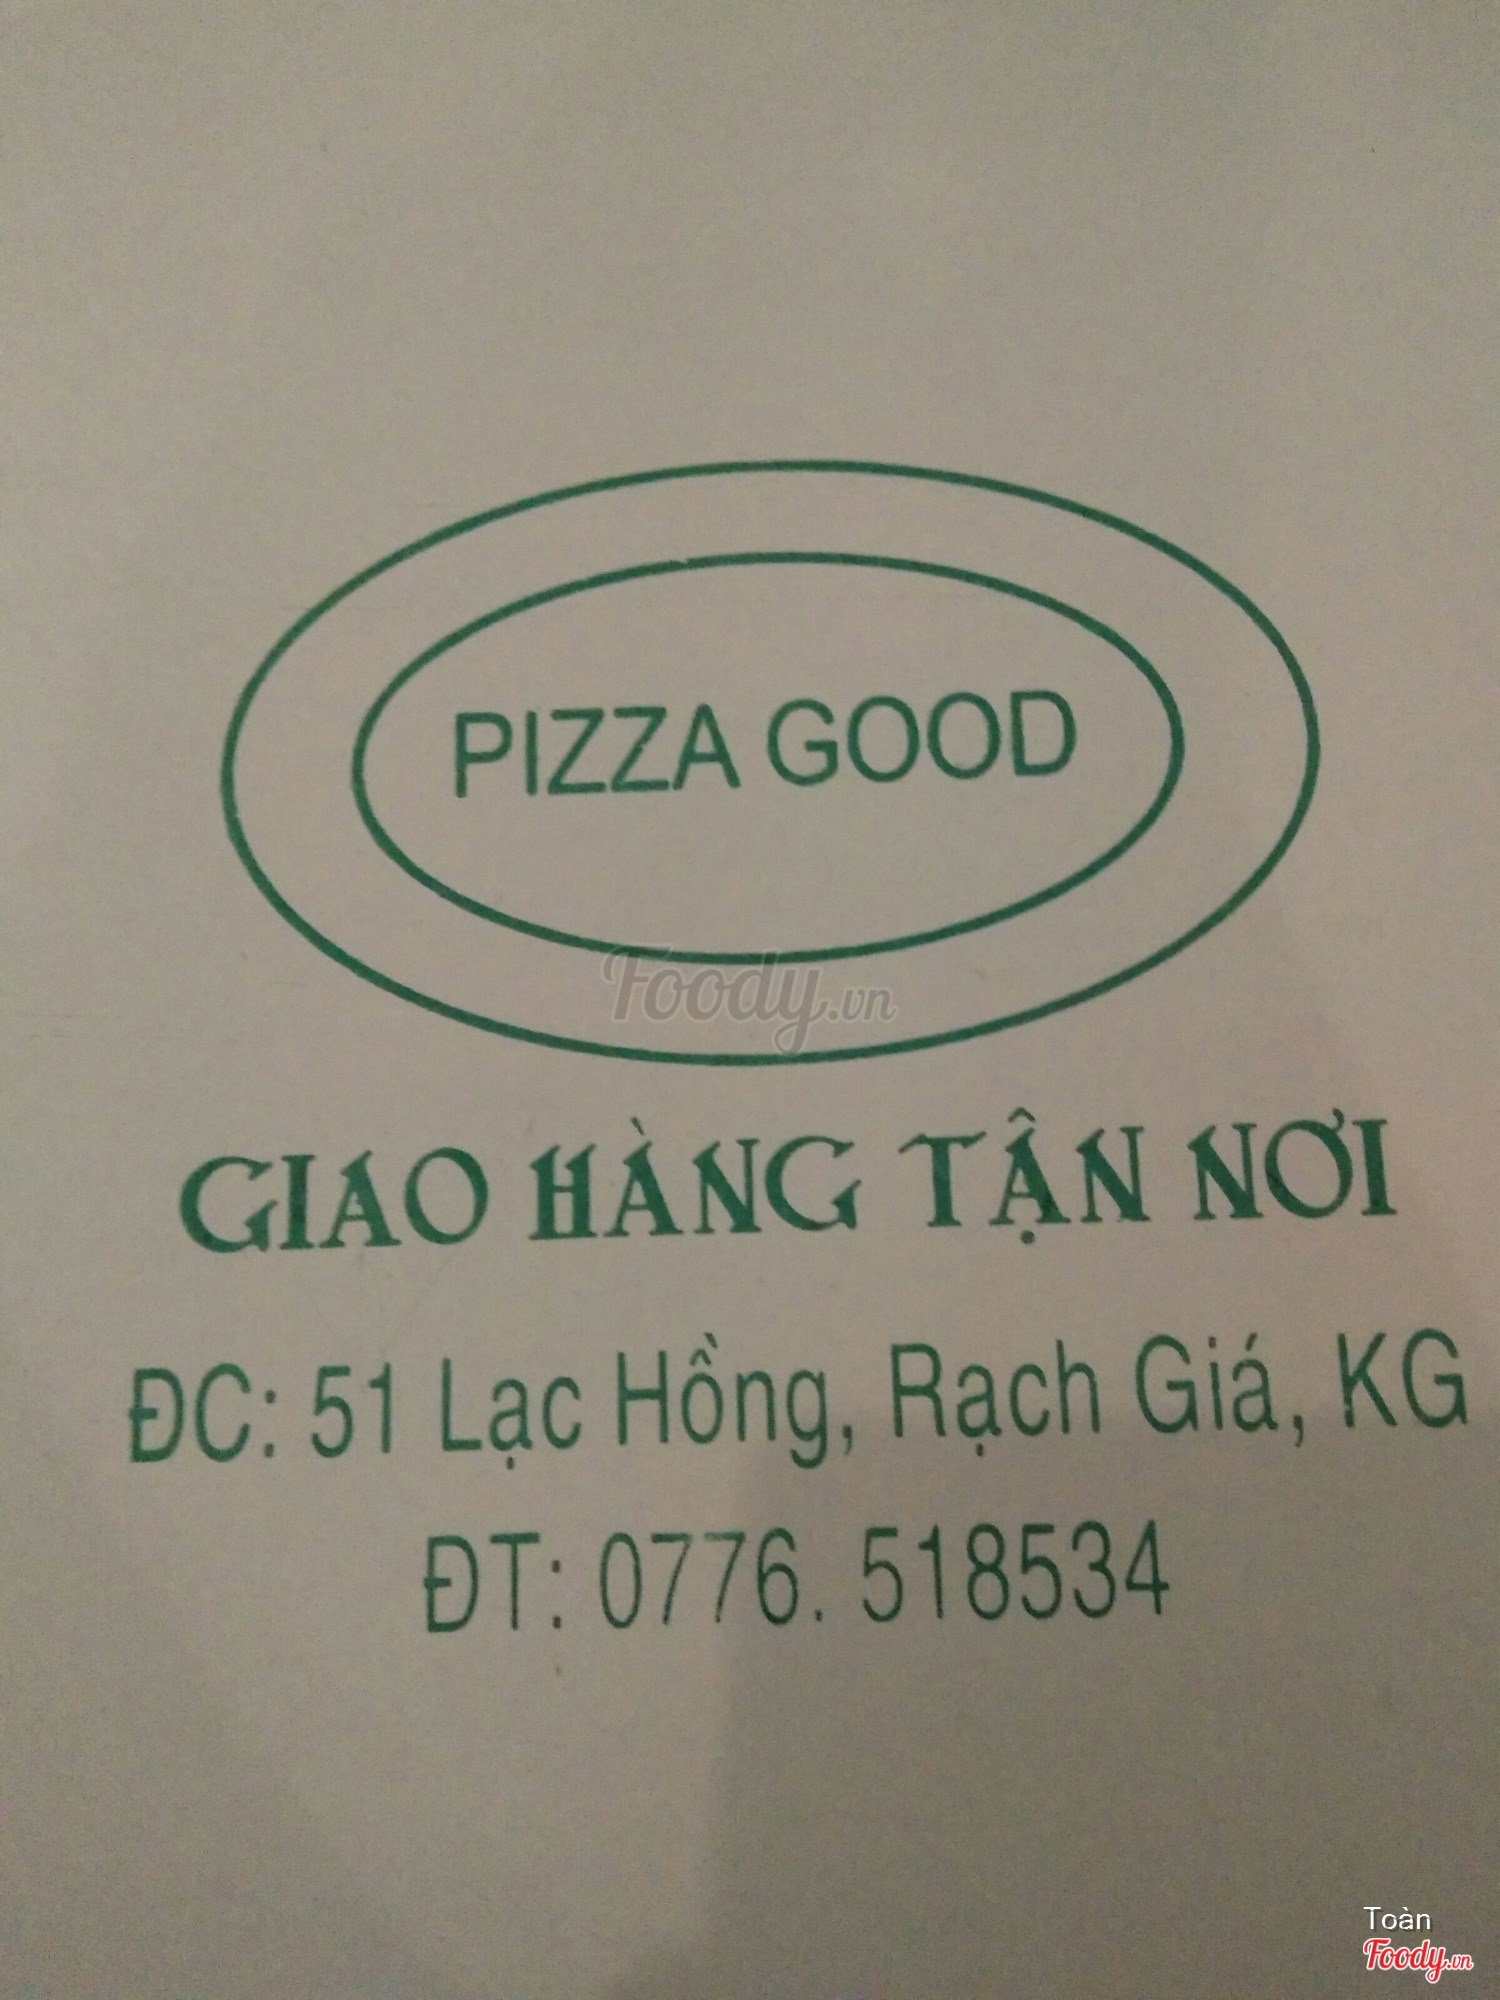 PIZZA GOOD
Foody.vn
GIAO HÀNG TẬN NƠI
ĐC: 51 Lạc Hồng, Rạch Giá, KG
ĐT: 0776. 518534
Toàn
Foody.vn